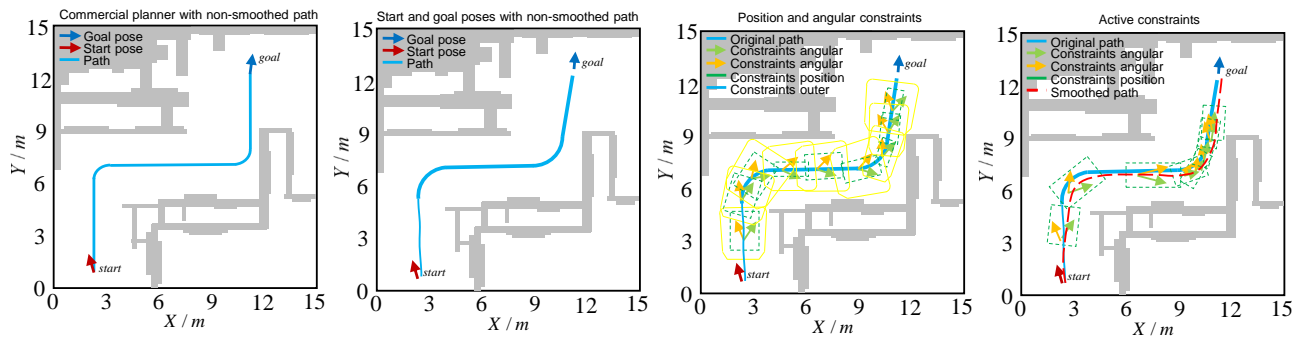 Commercial planner with non-smoothed path
Goal pose
Start pose
Path
goal
start
15
12
9
6
3
0
Y / m
0
3
6
9
12
15
X / m
Start and goal poses with non-smoothed path
Goal pose
Start pose
Path
goal
start
15
12
9
6
3
0
Y / m
0
3
6
9
12
15
X / m
Position and angular constraints
Original path
Constraints angular
Constraints angular
Constraints position
Constraints outer
goal
start
15
12
9
6
3
0
Y / m
0
3
6
9
12
15
X / m
Active constraints
Original path
Constraints angular
Constraints angular
Constraints position
Smoothed path
goal
start
15
12
9
6
3
0
Y / m
0
3
6
9
12
15
X / m